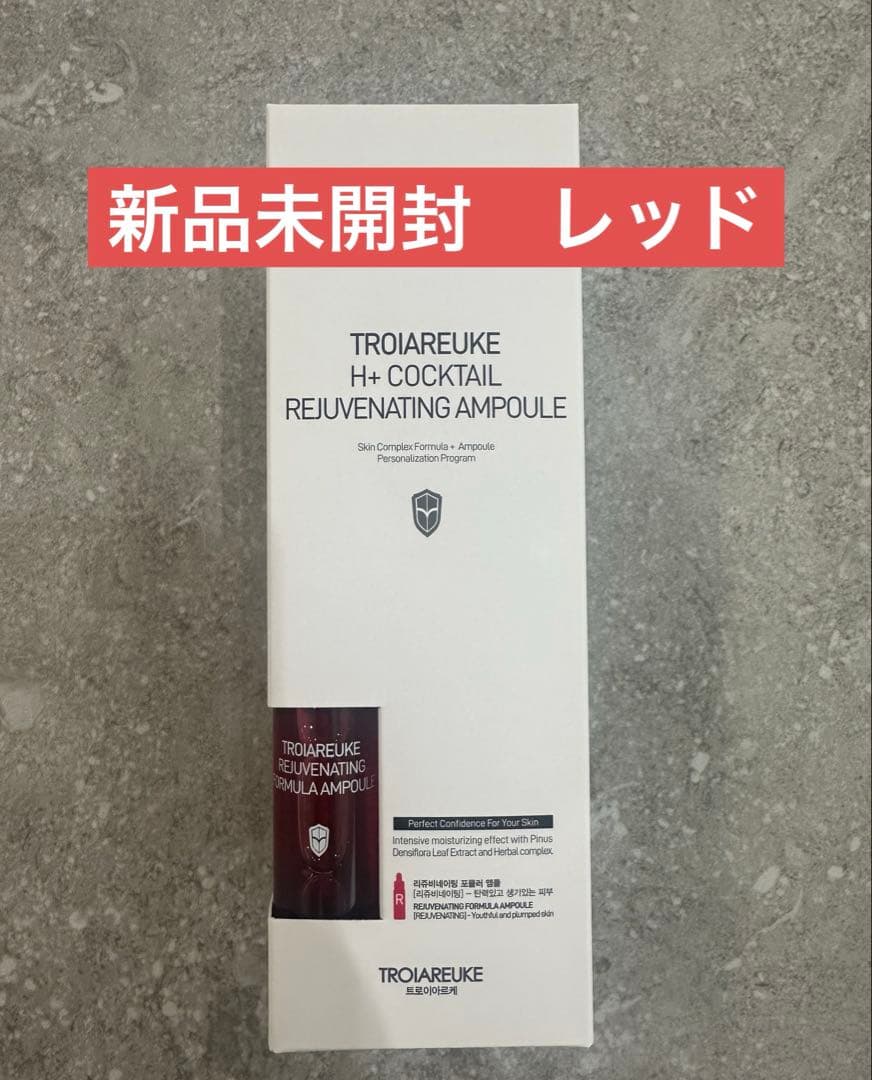 新品未開封　レッド
TROIAREUKE
H+ COCKTAIL
REJUVENATING AMPOULE
Skin Complex Formula + Ampoule
Personalization Program
TROIAREUKE
REJUVENATING
FORMULA AMPOULE
Perfect Confidence For Your Skin
Intensive moisturizing effect with Pinus
Densiflora Leaf Extract and Herbal complex.
R
리쥬비네이팅 포뮬러 앰플
[리쥬비네이팅] – 탄력있고 생기있는 피부
REJUVENATING FORMULA AMPOULE
[REJUVENATING] - Youthful and plumped skin
TROIAREUKE
트로이아르케